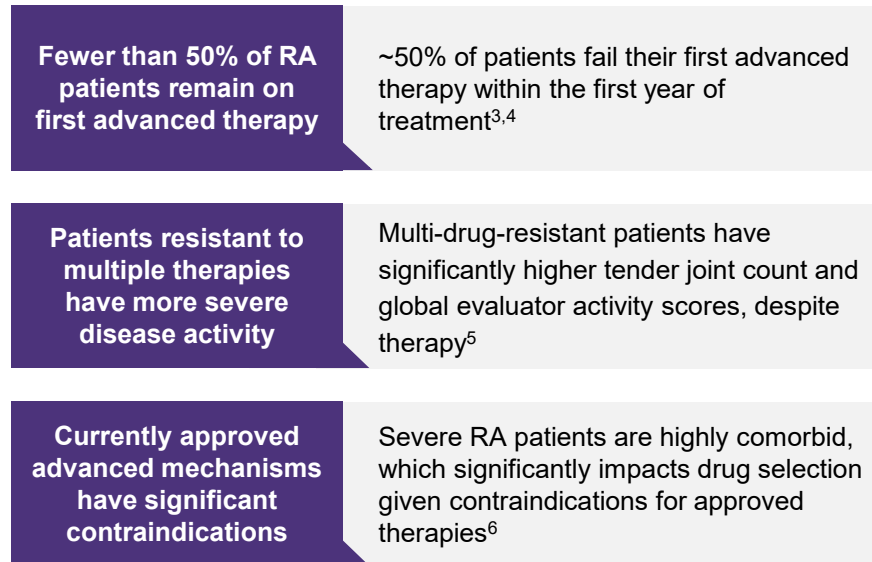 Fewer than 50% of RA
patients remain on
first advanced therapy
~50% of patients fail their first advanced
therapy within the first year of
treatment3,4
Patients resistant to
multiple therapies
have more severe
disease activity
Multi-drug-resistant patients have
significantly higher tender joint count and
global evaluator activity scores, despite
therapy5
Currently approved
advanced mechanisms
have significant
contraindications
Severe RA patients are highly comorbid,
which significantly impacts drug selection
given contraindications for approved
therapies6